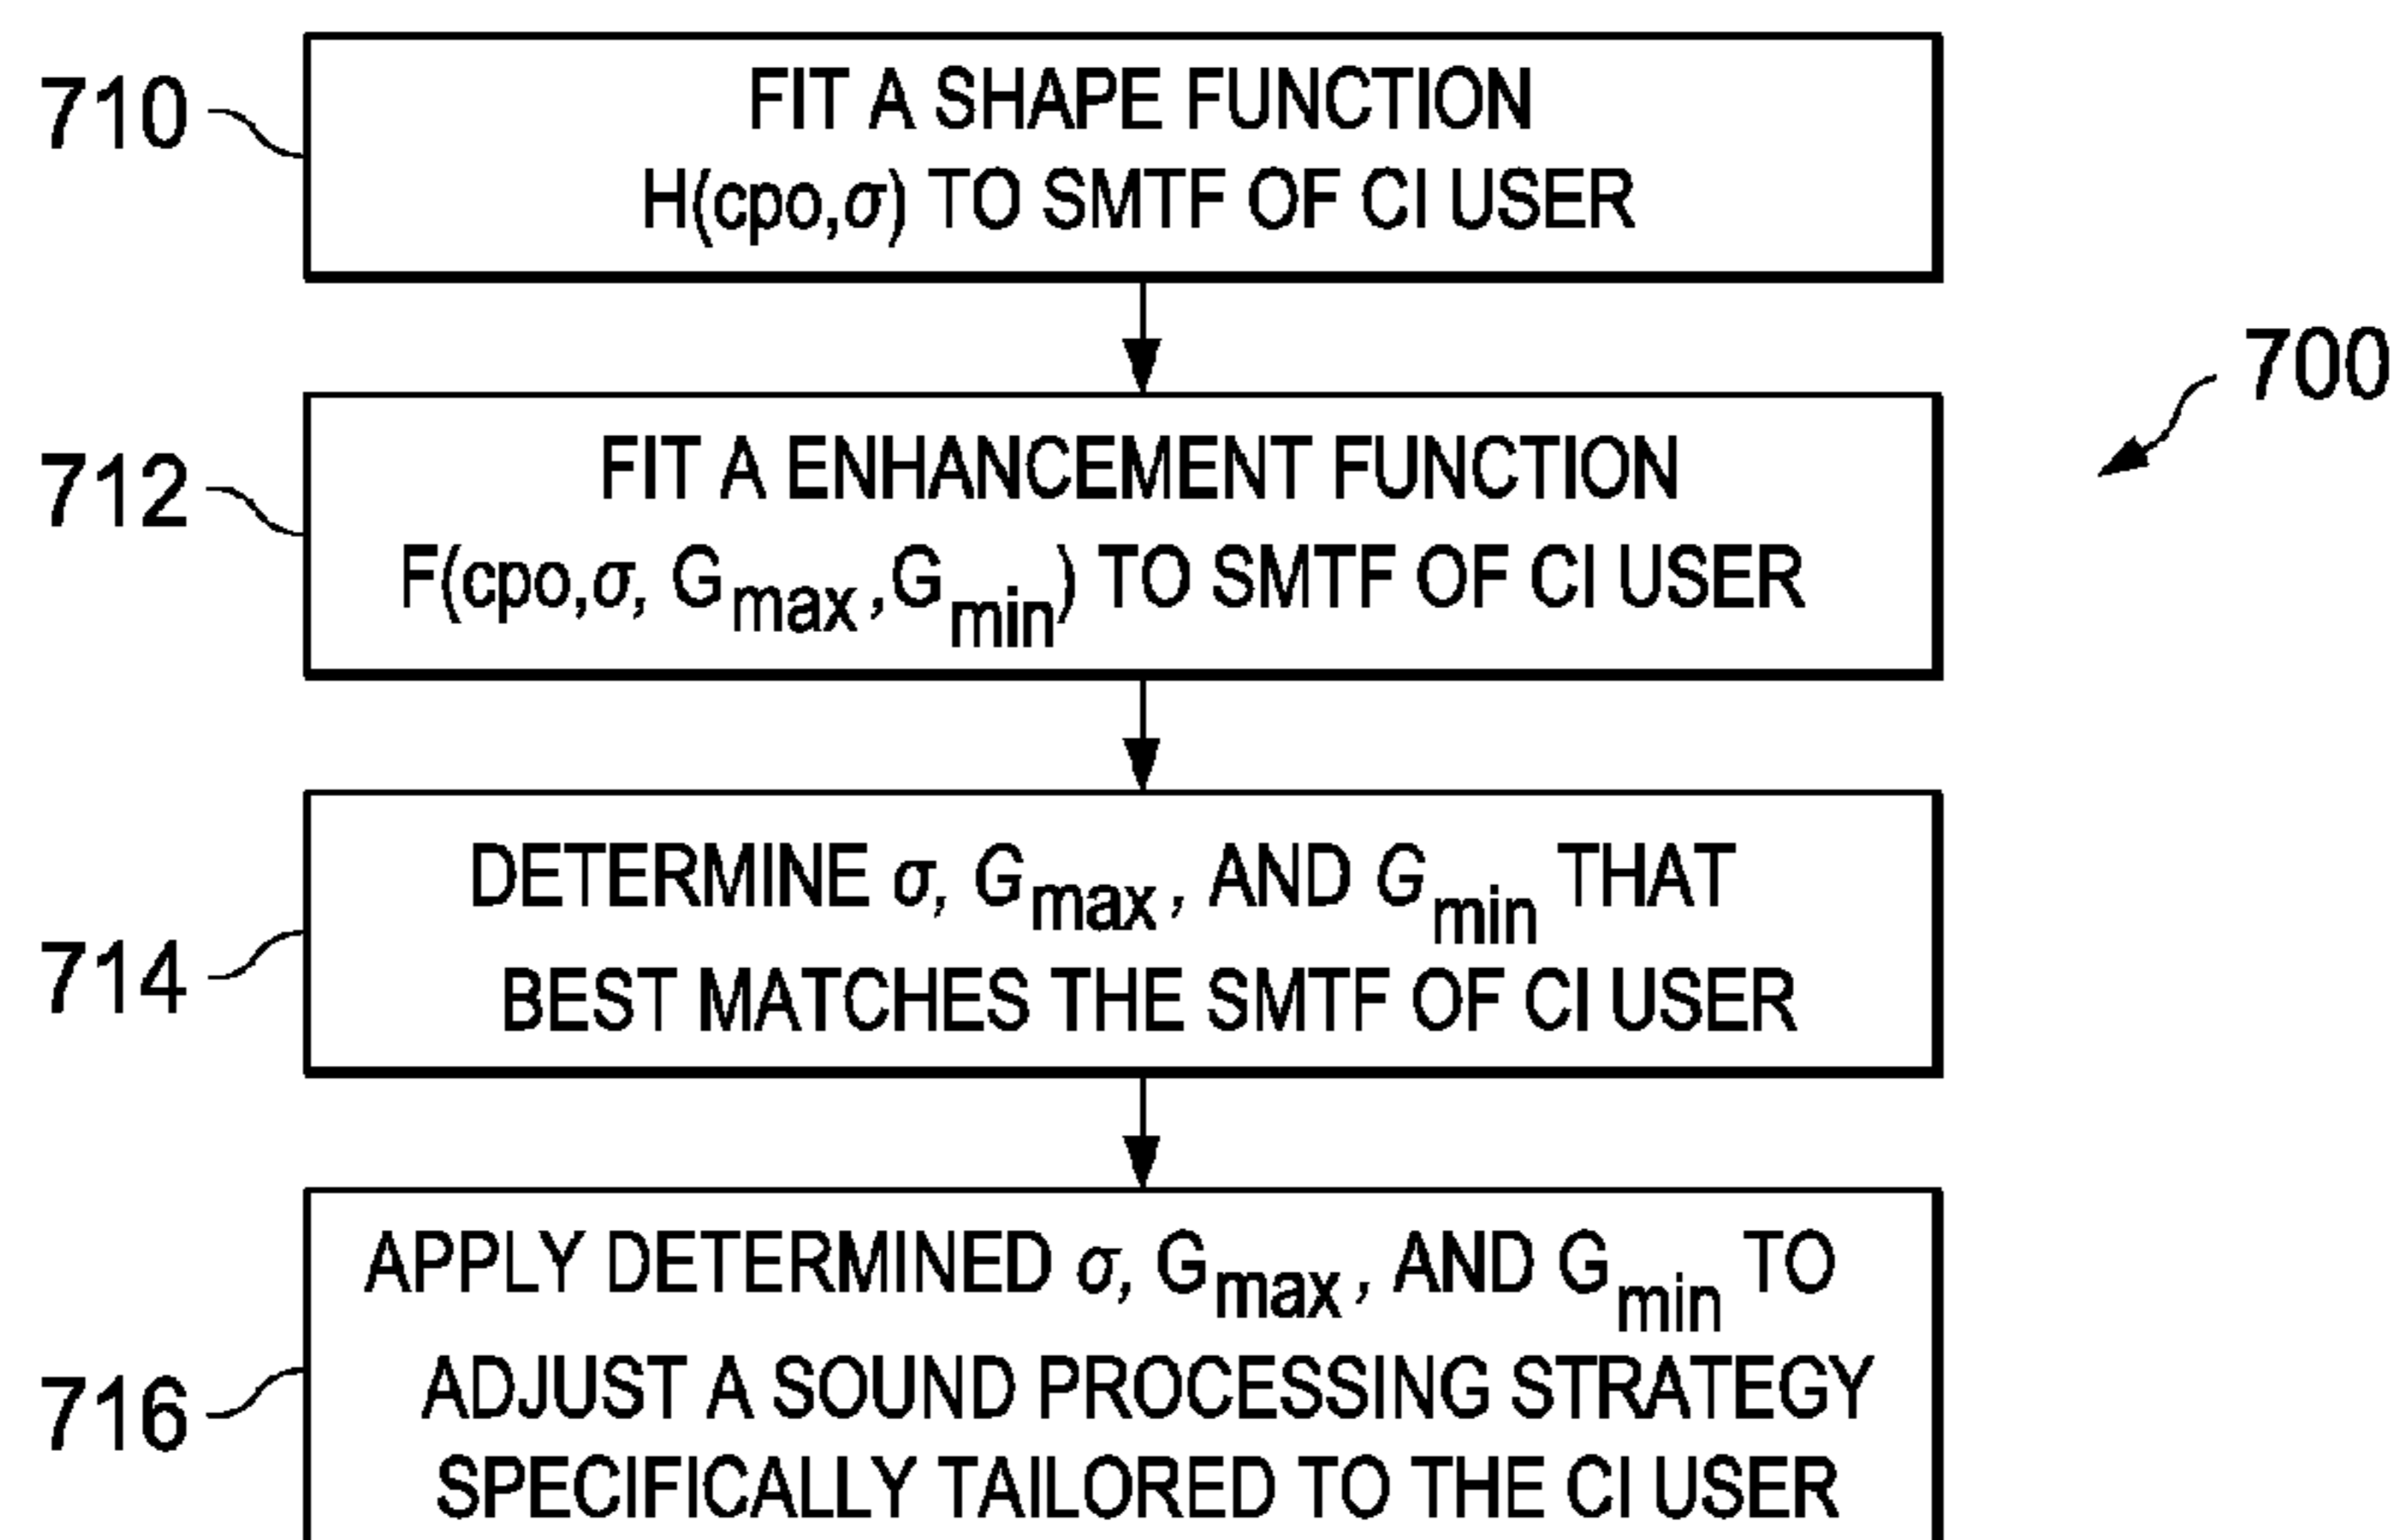 710
FIT A SHAPE FUNCTION
H(cpo,σ) TO SMTF OF CI USER
700
712
FIT A ENHANCEMENT FUNCTION
F(cpo,σ, Gmax,Gmin) TO SMTF OF CI USER
714
DETERMINE σ, Gmax, AND Gmin THAT
BEST MATCHES THE SMTF OF CI USER
716
APPLY DETERMINED σ, Gmax, AND Gmin TO
ADJUST A SOUND PROCESSING STRATEGY
SPECIFICALLY TAILORED TO THE CI USER